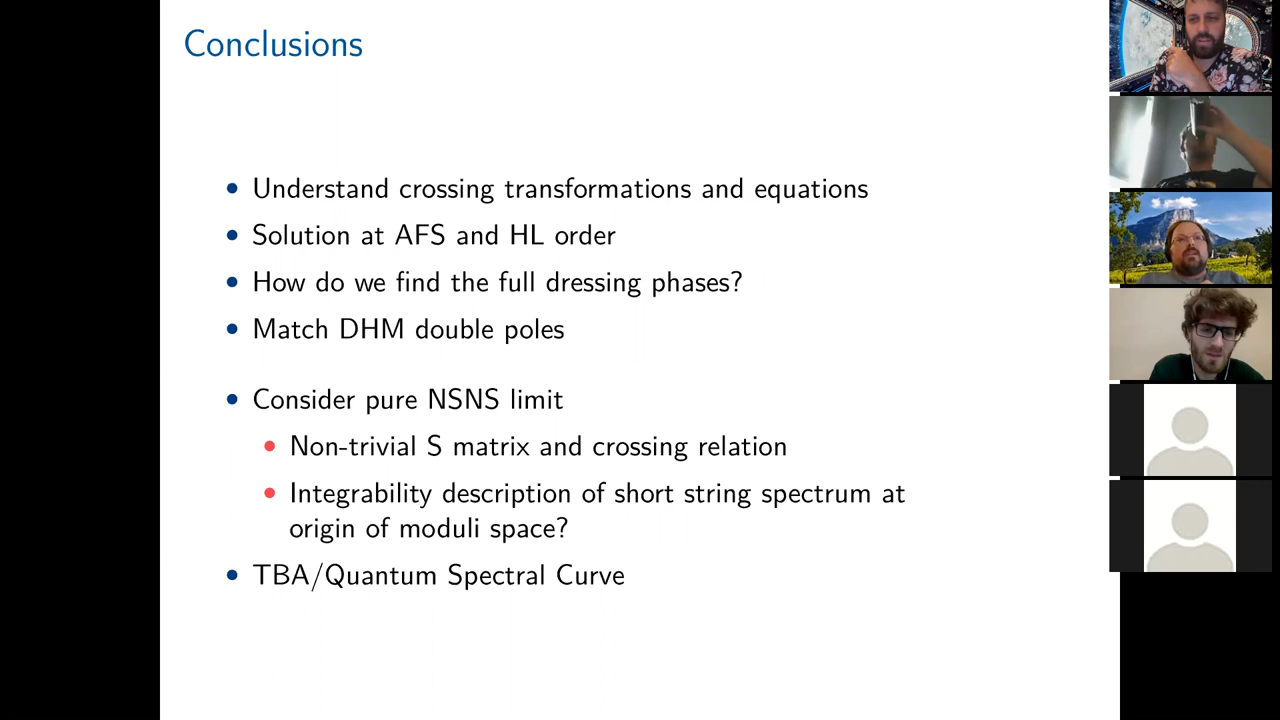 Conclusions
• Understand crossing transformations and equations
• Solution at AFS and HL order
• How do we find the full dressing phases?
• Match DHM double poles
• Consider pure NSNS limit
• Non-trivial S matrix and crossing relation
• Integrability description of short string spectrum at
origin of moduli space?
• TBA/Quantum Spectral Curve